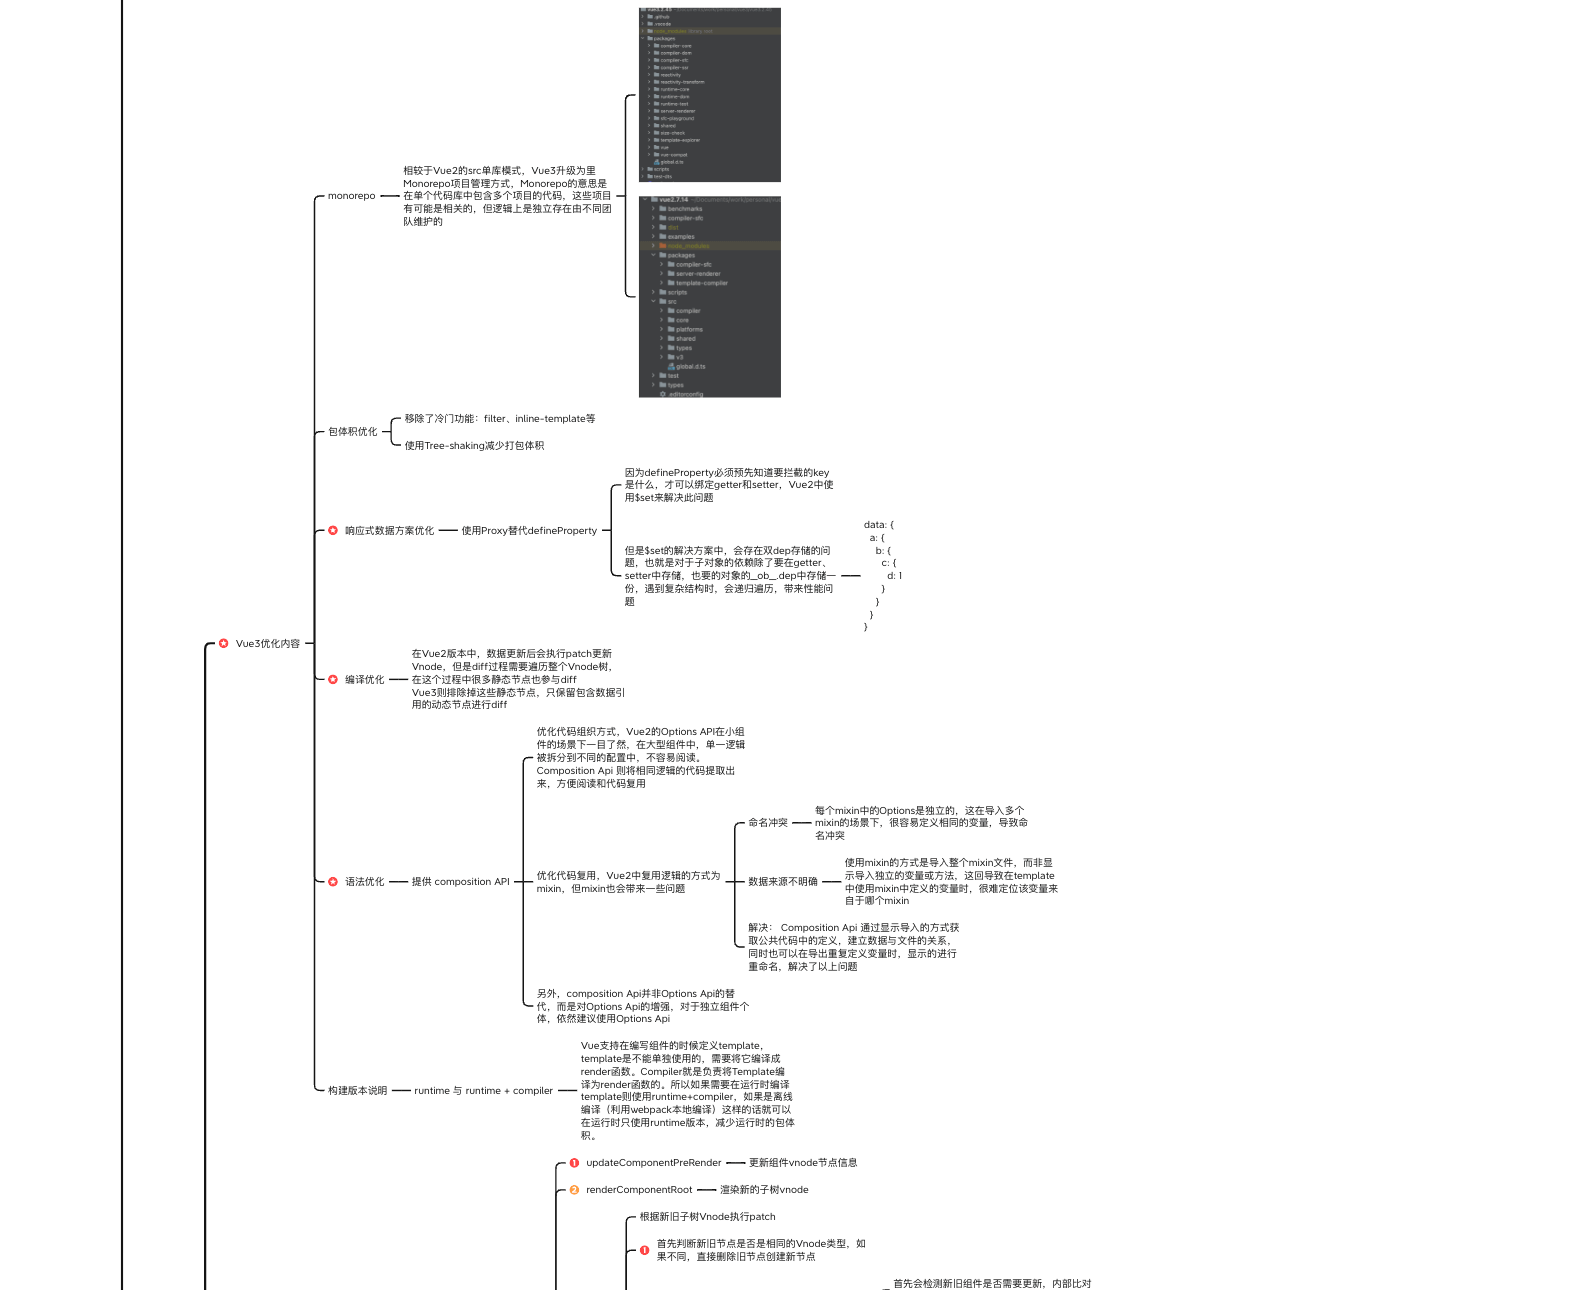 vue3.2.45
.github
.vscode
node_modules library root
packages
compiler-core
compiler-dom
compiler-sfc
compiler-ssr
reactivity
reactivity-transform
runtime-core
runtime-dom
runtime-test
server-renderer
sfc-playground
shared
size-check
template-explorer
vue
vue-compat
global.d.ts
scripts
test-dts
monorepo
相较于Vue2的src单库模式，Vue3升级为里
Monorepo项目管理方式，Monorepo的意思是
在单个代码库中包含多个项目的代码，这些项目
有可能是相关的，但逻辑上是独立存在由不同团
队维护的
vue2.7.14 ~/Documents/work/personal/vue
benchmarks
compiler-sfc
dist
examples
node_modules
packages
compiler-sfc
server-renderer
template-compiler
scripts
src
compiler
core
platforms
shared
types
v3
global.d.ts
test
types
.editorconfig
包体积优化
移除了冷门功能：filter、inline-template等
使用Tree-shaking减少打包体积
响应式数据方案优化
使用Proxy替代defineProperty
因为defineProperty必须预先知道要拦截的key
是什么，才可以绑定getter和setter，Vue2中使
用$set来解决此问题
但是$set的解决方案中，会存在双dep存储的问
题，也就是对于子对象的依赖除了要在getter、
setter中存储，也要的对象的__ob__.dep中存储一
份，遇到复杂结构时，会递归遍历，带来性能问
题
data: {
a: {
b: {
c: {
d: 1
}
}
}
}
Vue3优化内容
编译优化
在Vue2版本中，数据更新后会执行patch更新
Vnode，但是diff过程需要遍历整个Vnode树，
在这个过程中很多静态节点也参与diff
Vue3则排除掉这些静态节点，只保留包含数据引
用的动态节点进行diff
语法优化
提供 composition API
优化代码组织方式，Vue2的Options API在小组
件的场景下一目了然，在大型组件中，单一逻辑
被拆分到不同的配置中，不容易阅读。
Composition Api 则将相同逻辑的代码提取出
来，方便阅读和代码复用
优化代码复用，Vue2中复用逻辑的方式为
mixin，但mixin也会带来一些问题
命名冲突
每个mixin中的Options是独立的，这在导入多个
mixin的场景下，很容易定义相同的变量，导致命
名冲突
数据来源不明确
使用mixin的方式是导入整个mixin文件，而非显
示导入独立的变量或方法，这回导致在template
中使用mixin中定义的变量时，很难定位该变量来
自于哪个mixin
解决： Composition Api 通过显示导入的方式获
取公共代码中的定义，建立数据与文件的关系，
同时也可以在导出重复定义变量时，显示的进行
重命名，解决了以上问题
另外，composition Api并非Options Api的替
代，而是对Options Api的增强，对于独立组件个
体，依然建议使用Options Api
构建版本说明
runtime 与 runtime + compiler
Vue支持在编写组件的时候定义template，
template是不能单独使用的，需要将它编译成
render函数。Compiler就是负责将Template编
译为render函数的。所以如果需要在运行时编译
template则使用runtime+compiler，如果是离线
编译（利用webpack本地编译）这样的话就可以
在运行时只使用runtime版本，减少运行时的包体
积。
1 updateComponentPreRender
更新组件vnode节点信息
2 renderComponentRoot
渲染新的子树vnode
根据新旧子树Vnode执行patch
1 首先判断新旧节点是否是相同的Vnode类型，如
果不同，直接删除旧节点创建新节点
首先会检测新旧组件是否需要更新，内部比对